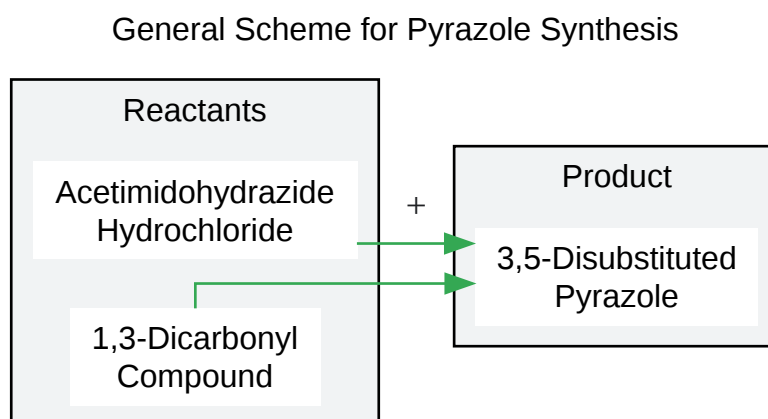 General Scheme for Pyrazole Synthesis
Reactants
Acetimidohydrazide
Hydrochloride
+
Product
3,5-Disubstituted
Pyrazole
1,3-Dicarbonyl
Compound